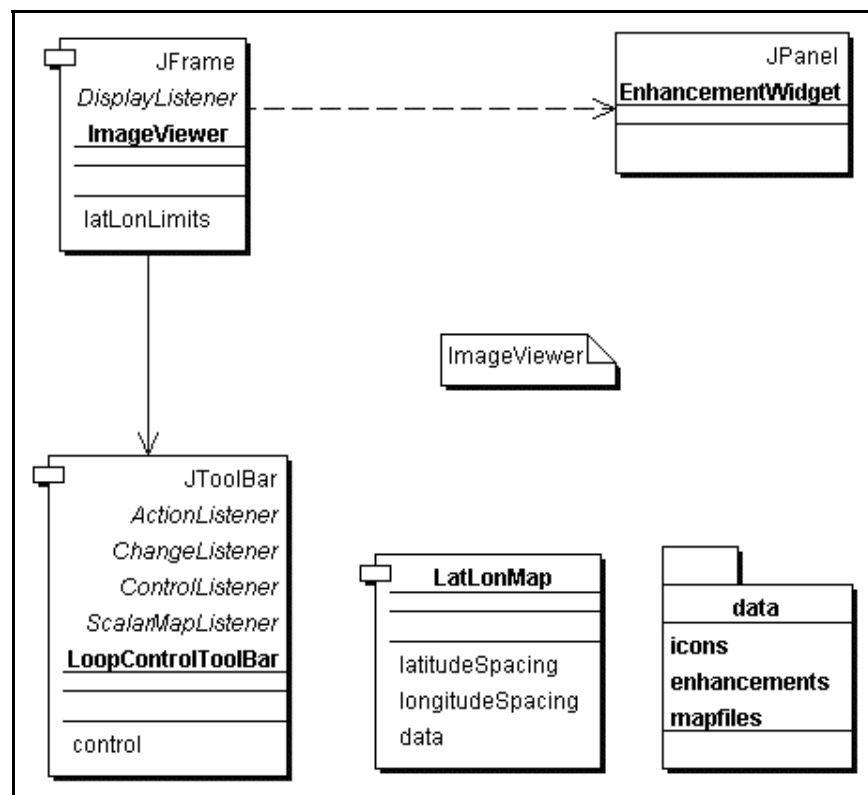 JFrame
DisplayListener
ImageViewer
latLonLimits
JPanel
EnhancementWidget
ImageViewer
JToolBar
ActionListener
ChangeListener
ControlListener
ScalarMapListener
LoopControlToolBar
control
LatLonMap
latitudeSpacing
longitudeSpacing
data
data
icons
enhancements
mapfiles